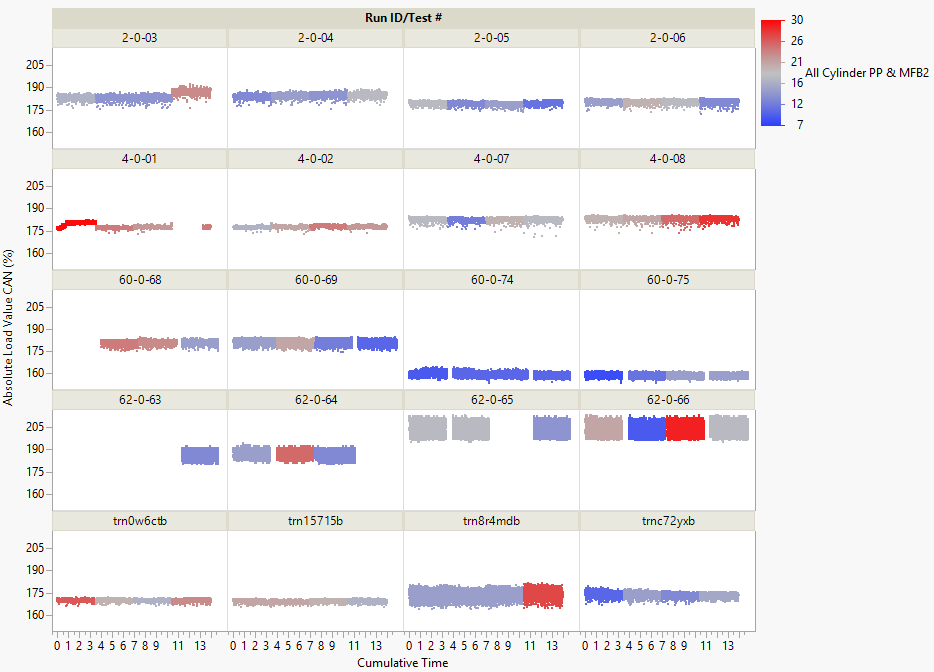 Run ID/Test #
2-0-03 2-0-04 2-0-05 2-0-06
205
190
175
160
4-0-01 4-0-02 4-0-07 4-0-08
205
190
175
160
60-0-68 60-0-69 60-0-74 60-0-75
205
190
175
160
62-0-63 62-0-64 62-0-65 62-0-66
205
190
175
160
trn0w6ctb trn15715b trn8r4mdb trnc72yxb
205
190
175
160
0 1 2 3 4 5 6 7 8 9 11 13 0 1 2 3 4 5 6 7 8 9 11 13 0 1 2 3 4 5 6 7 8 9 11 13 0 1 2 3 4 5 6 7 8 9 11 13
Cumulative Time
Absolute Load Value CAN (%)
30
26
21
16
12
7
All Cylinder PP & MFB2